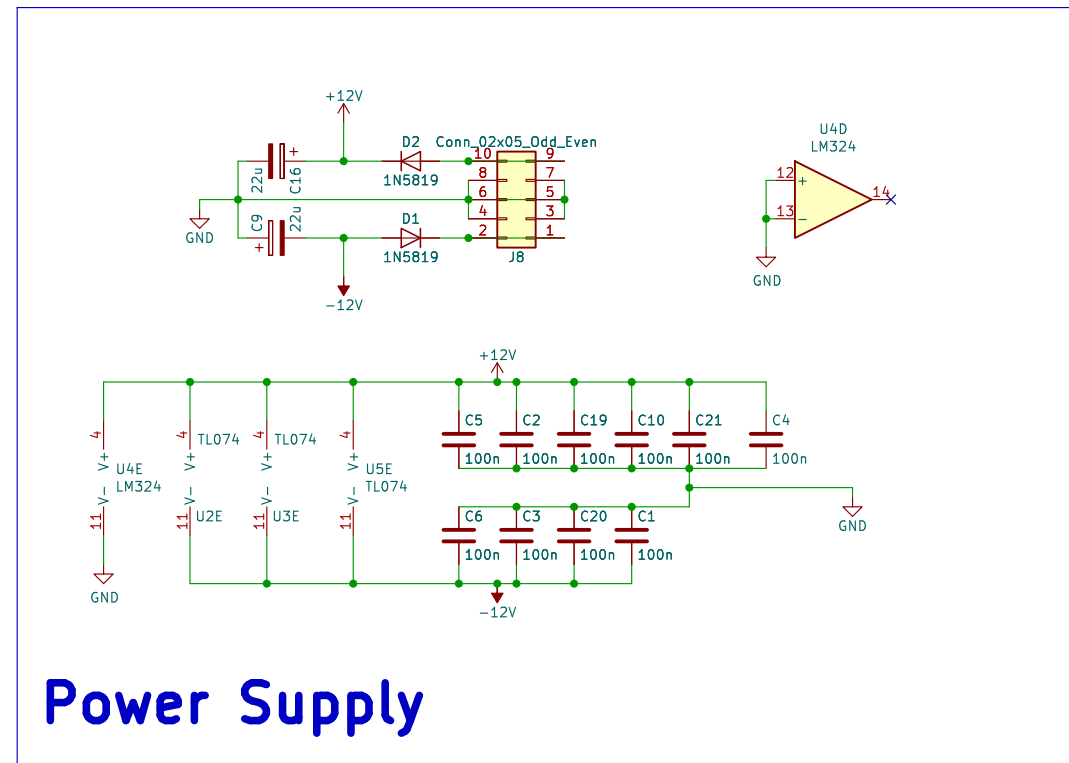 +12V
D2
Conn_02x05_Odd_Even
U4D
LM324
+
22u
C16
1N5819
10
9
8
7
6
5
4
3
2
1
J8
12
+
13
-
14
GND
C9
22u
+
D1
1N5819
GND
-12V
+12V
C5
C2
C19
C10
C21
C4
100n
100n
100n
100n
100n
100n
4
V+
U4E
LM324
V-
11
4
TL074
V+
V-
U2E
11
4
TL074
V+
V-
U3E
11
4
V+
U5E
TL074
V-
11
C6
C3
C20
C1
100n
100n
100n
100n
GND
GND
-12V
Power Supply